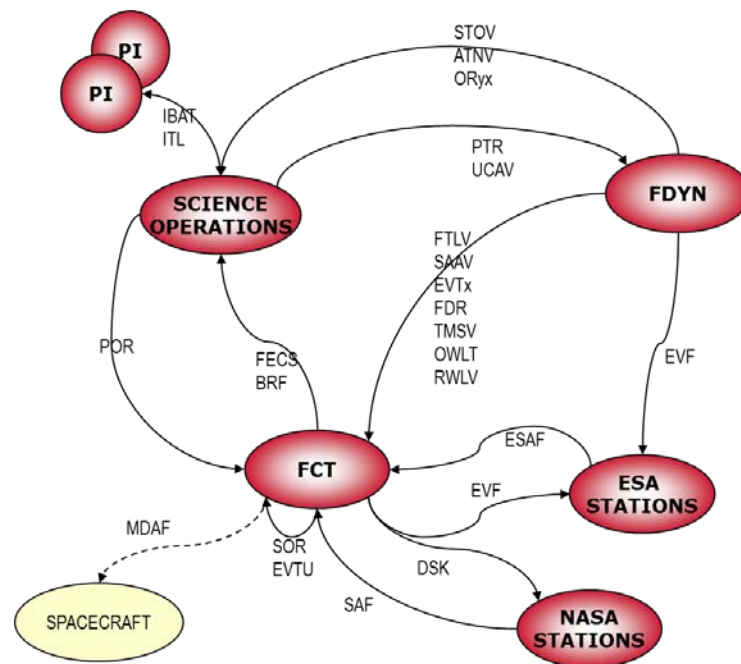 STOV
ATNV
ORyx
PI
PI
IBAT
ITL
PTR
UCAV
SCIENCE
OPERATIONS
FDYN
FTLV
SAAV
EVTx
FDR
TMSV
OWLT
RWLV
POR
FECS
BRF
EVF
ESAF
FCT
EVF
ESA
STATIONS
MDAF
SOR
EVTU
DSK
SAF
SPACECRAFT
NASA
STATIONS